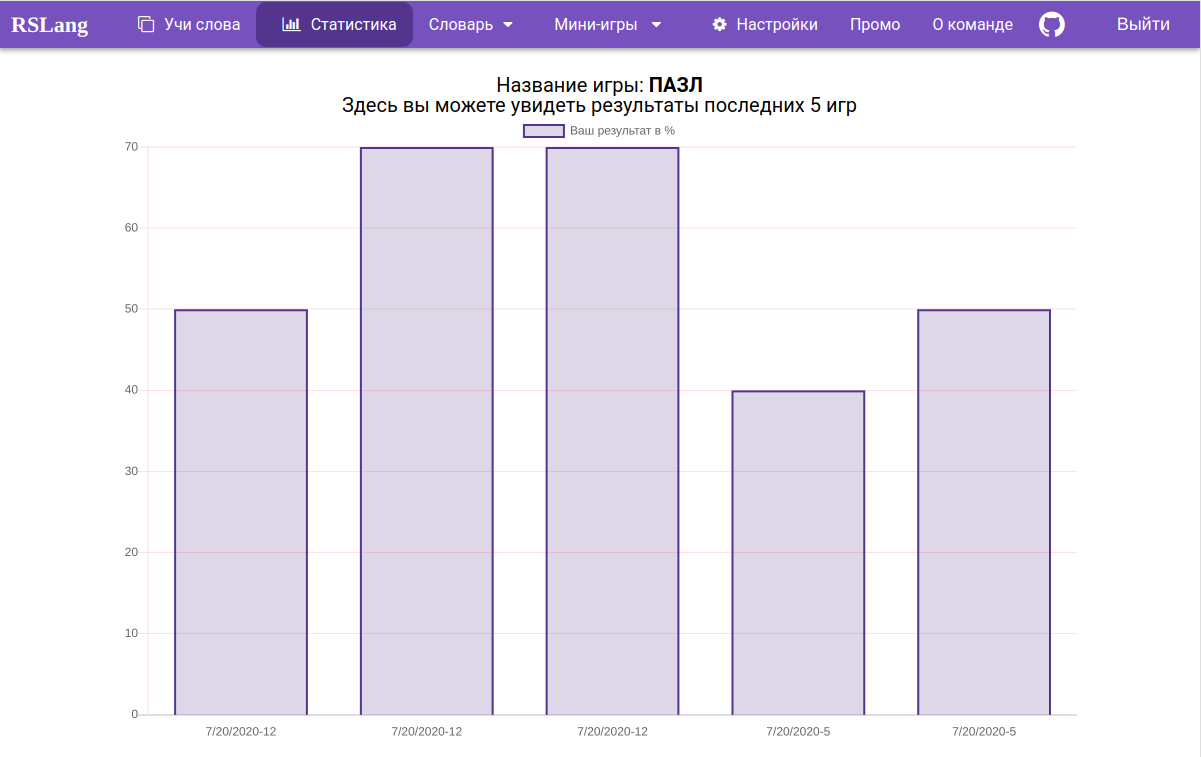 RSLang Учи слова Статистика Словарь Мини-игры Настройки Промо О команде Выйти
Название игры: ПАЗЛ
Здесь вы можете увидеть результаты последних 5 игр
Ваш результат в %
70
60
50
40
30
20
10
0
7/20/2020-12 7/20/2020-12 7/20/2020-12 7/20/2020-5 7/20/2020-5